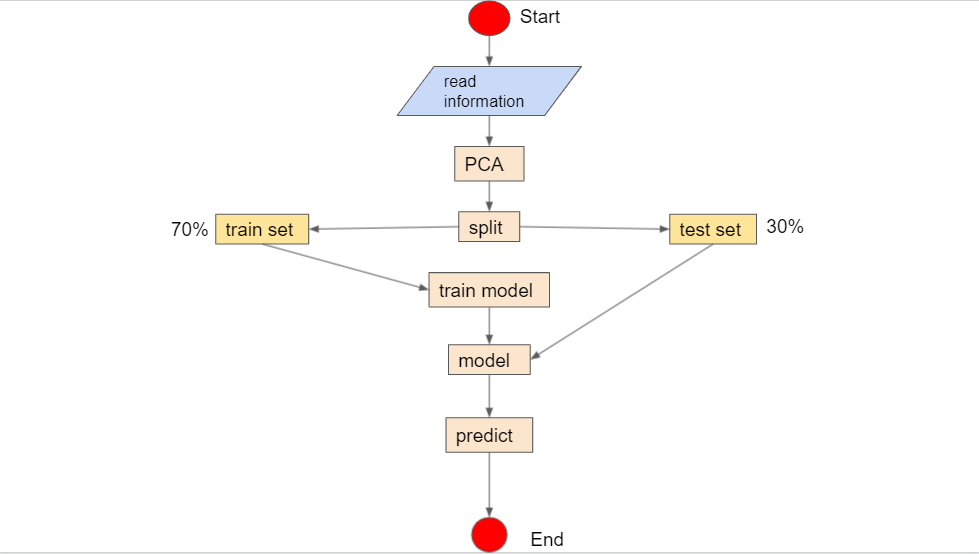 Start
read
information
PCA
70%
train set
split
test set
30%
train model
model
predict
End